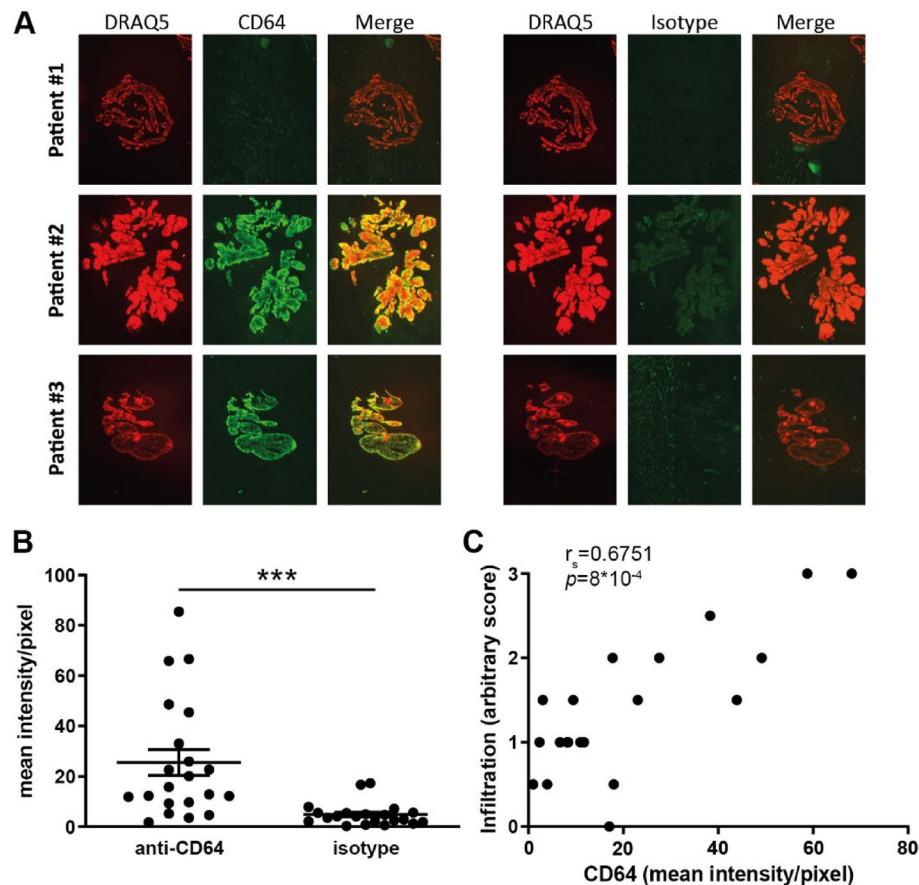 A
DRAQ5 CD64 Merge DRAQ5 Isotype Merge
Patient #1
Patient #2
Patient #3
B
***
mean intensity/pixel
100
80
60
40
20
0
anti-CD64 isotype
C
rs=0.6751
p=8*10-4
Infiltration (arbitrary score)
3
2
1
0
0 20 40 60 80
CD64 (mean intensity/pixel)